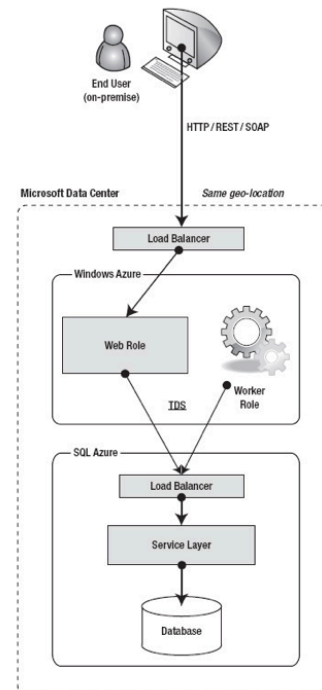 End User
(on-premise)
HTTP/REST/SOAP
Microsoft Data Center
Same geo-location
Load Balancer
Windows Azure
Web Role
Worker
Role
TDS
SQL Azure
Load Balancer
Service Layer
Database